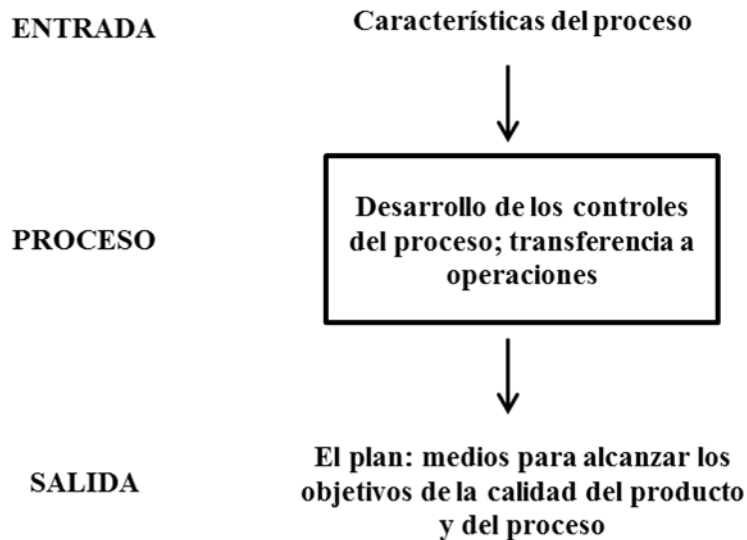 ENTRADA
Características del proceso
PROCESO
Desarrollo de los controles
del proceso; transferencia a
operaciones
SALIDA
El plan: medios para alcanzar los
objetivos de la calidad del producto
y del proceso